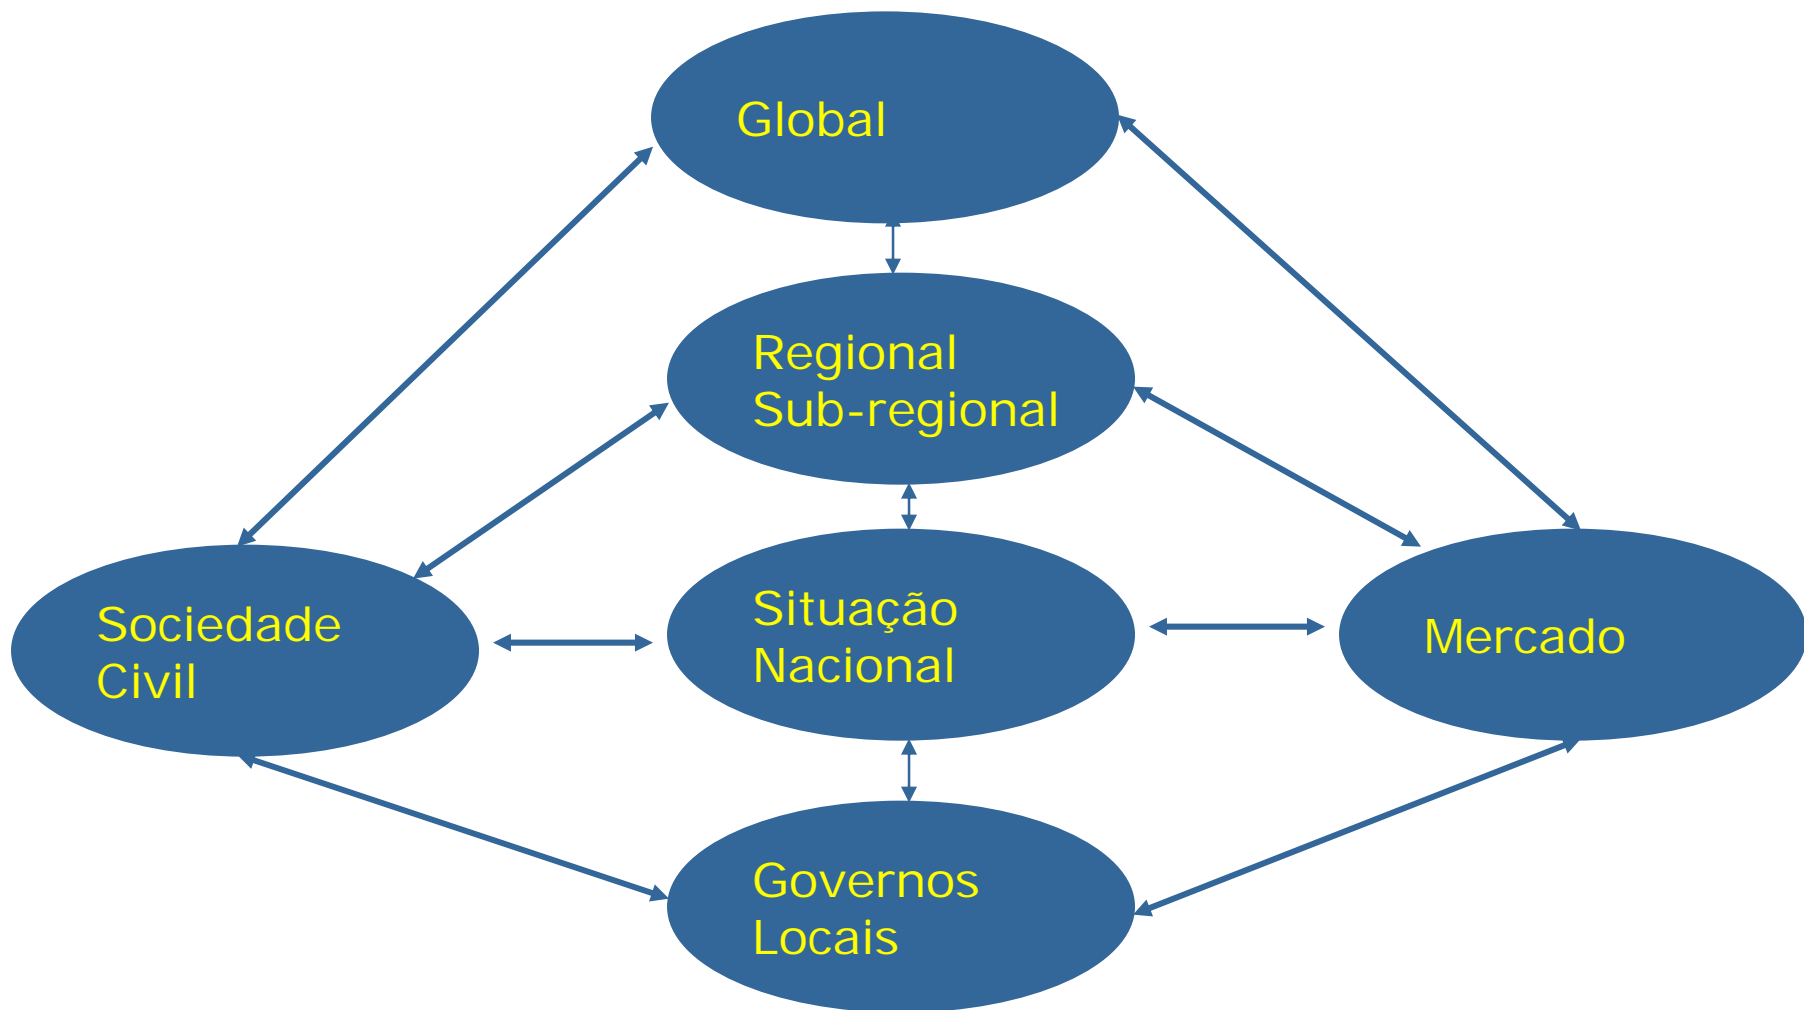 Global
Regional
Sub-regional
Sociedade
Civil
Situação
Nacional
Mercado
Governos
Locais